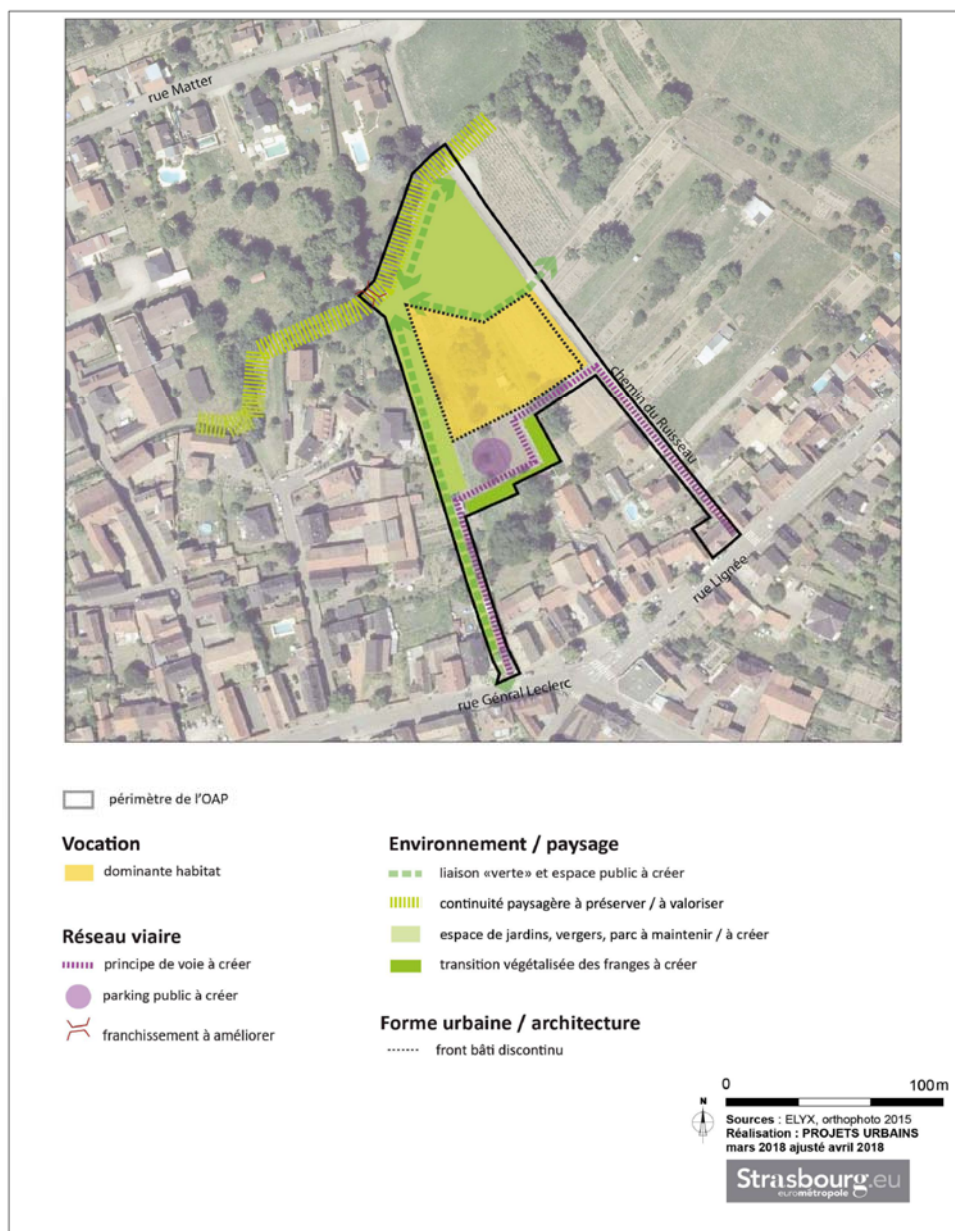 rue Matter
chemin du Ruisseau
rue Lignée
rue Génral Leclerc
périmètre de l'OAP
Vocation
dominante habitat
Réseau viaire
principe de voie à créer
parking public à créer
franchissement à améliorer
Environnement / paysage
liaison «verte» et espace public à créer
continuité paysagère à préserver / à valoriser
espace de jardins, vergers, parc à maintenir / à créer
transition végétalisée des franges à créer
Forme urbaine / architecture
front bâti discontinu
0 100 m
N
Sources : ELYX, orthophoto 2015
Réalisation : PROJETS URBAINS
mars 2018 ajusté avril 2018
Strasbourg.eu
eurométropole